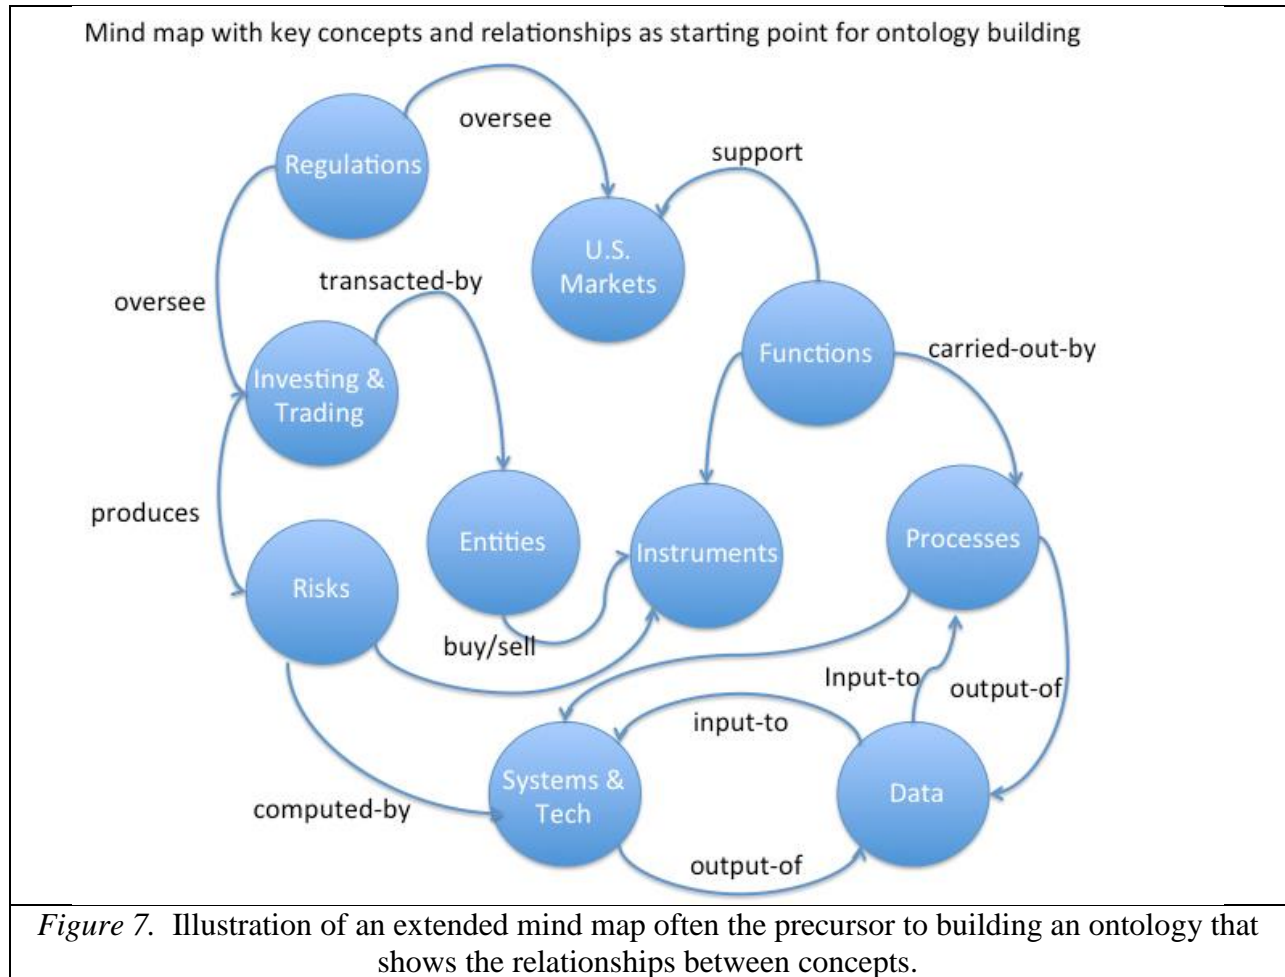 Mind map with key concepts and relationships as starting point for ontology building
oversee
Regulations
support
U.S.
Markets
transacted-by
oversee
Functions
carried-out-by
Investing &
Trading
produces
Entities
Instruments
Processes
Risks
buy/sell
Input-to
output-of
input-to
Systems &
Tech
Data
computed-by
output-of
Figure 7. Illustration of an extended mind map often the precursor to building an ontology that
shows the relationships between concepts.